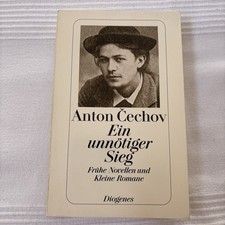 Anton Čechov
Ein
unnötiger
Sieg
Frühe Novellen und
Kleine Romane
Diogenes